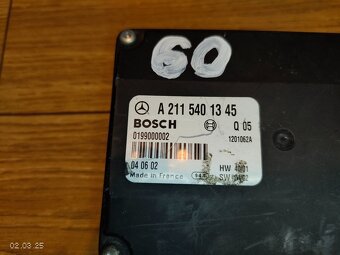 60
A 211 540 13 45
BOSCH
Q 05
0199000002
1201062A
04 06 02
HW
Made in France
SW
02.03.25